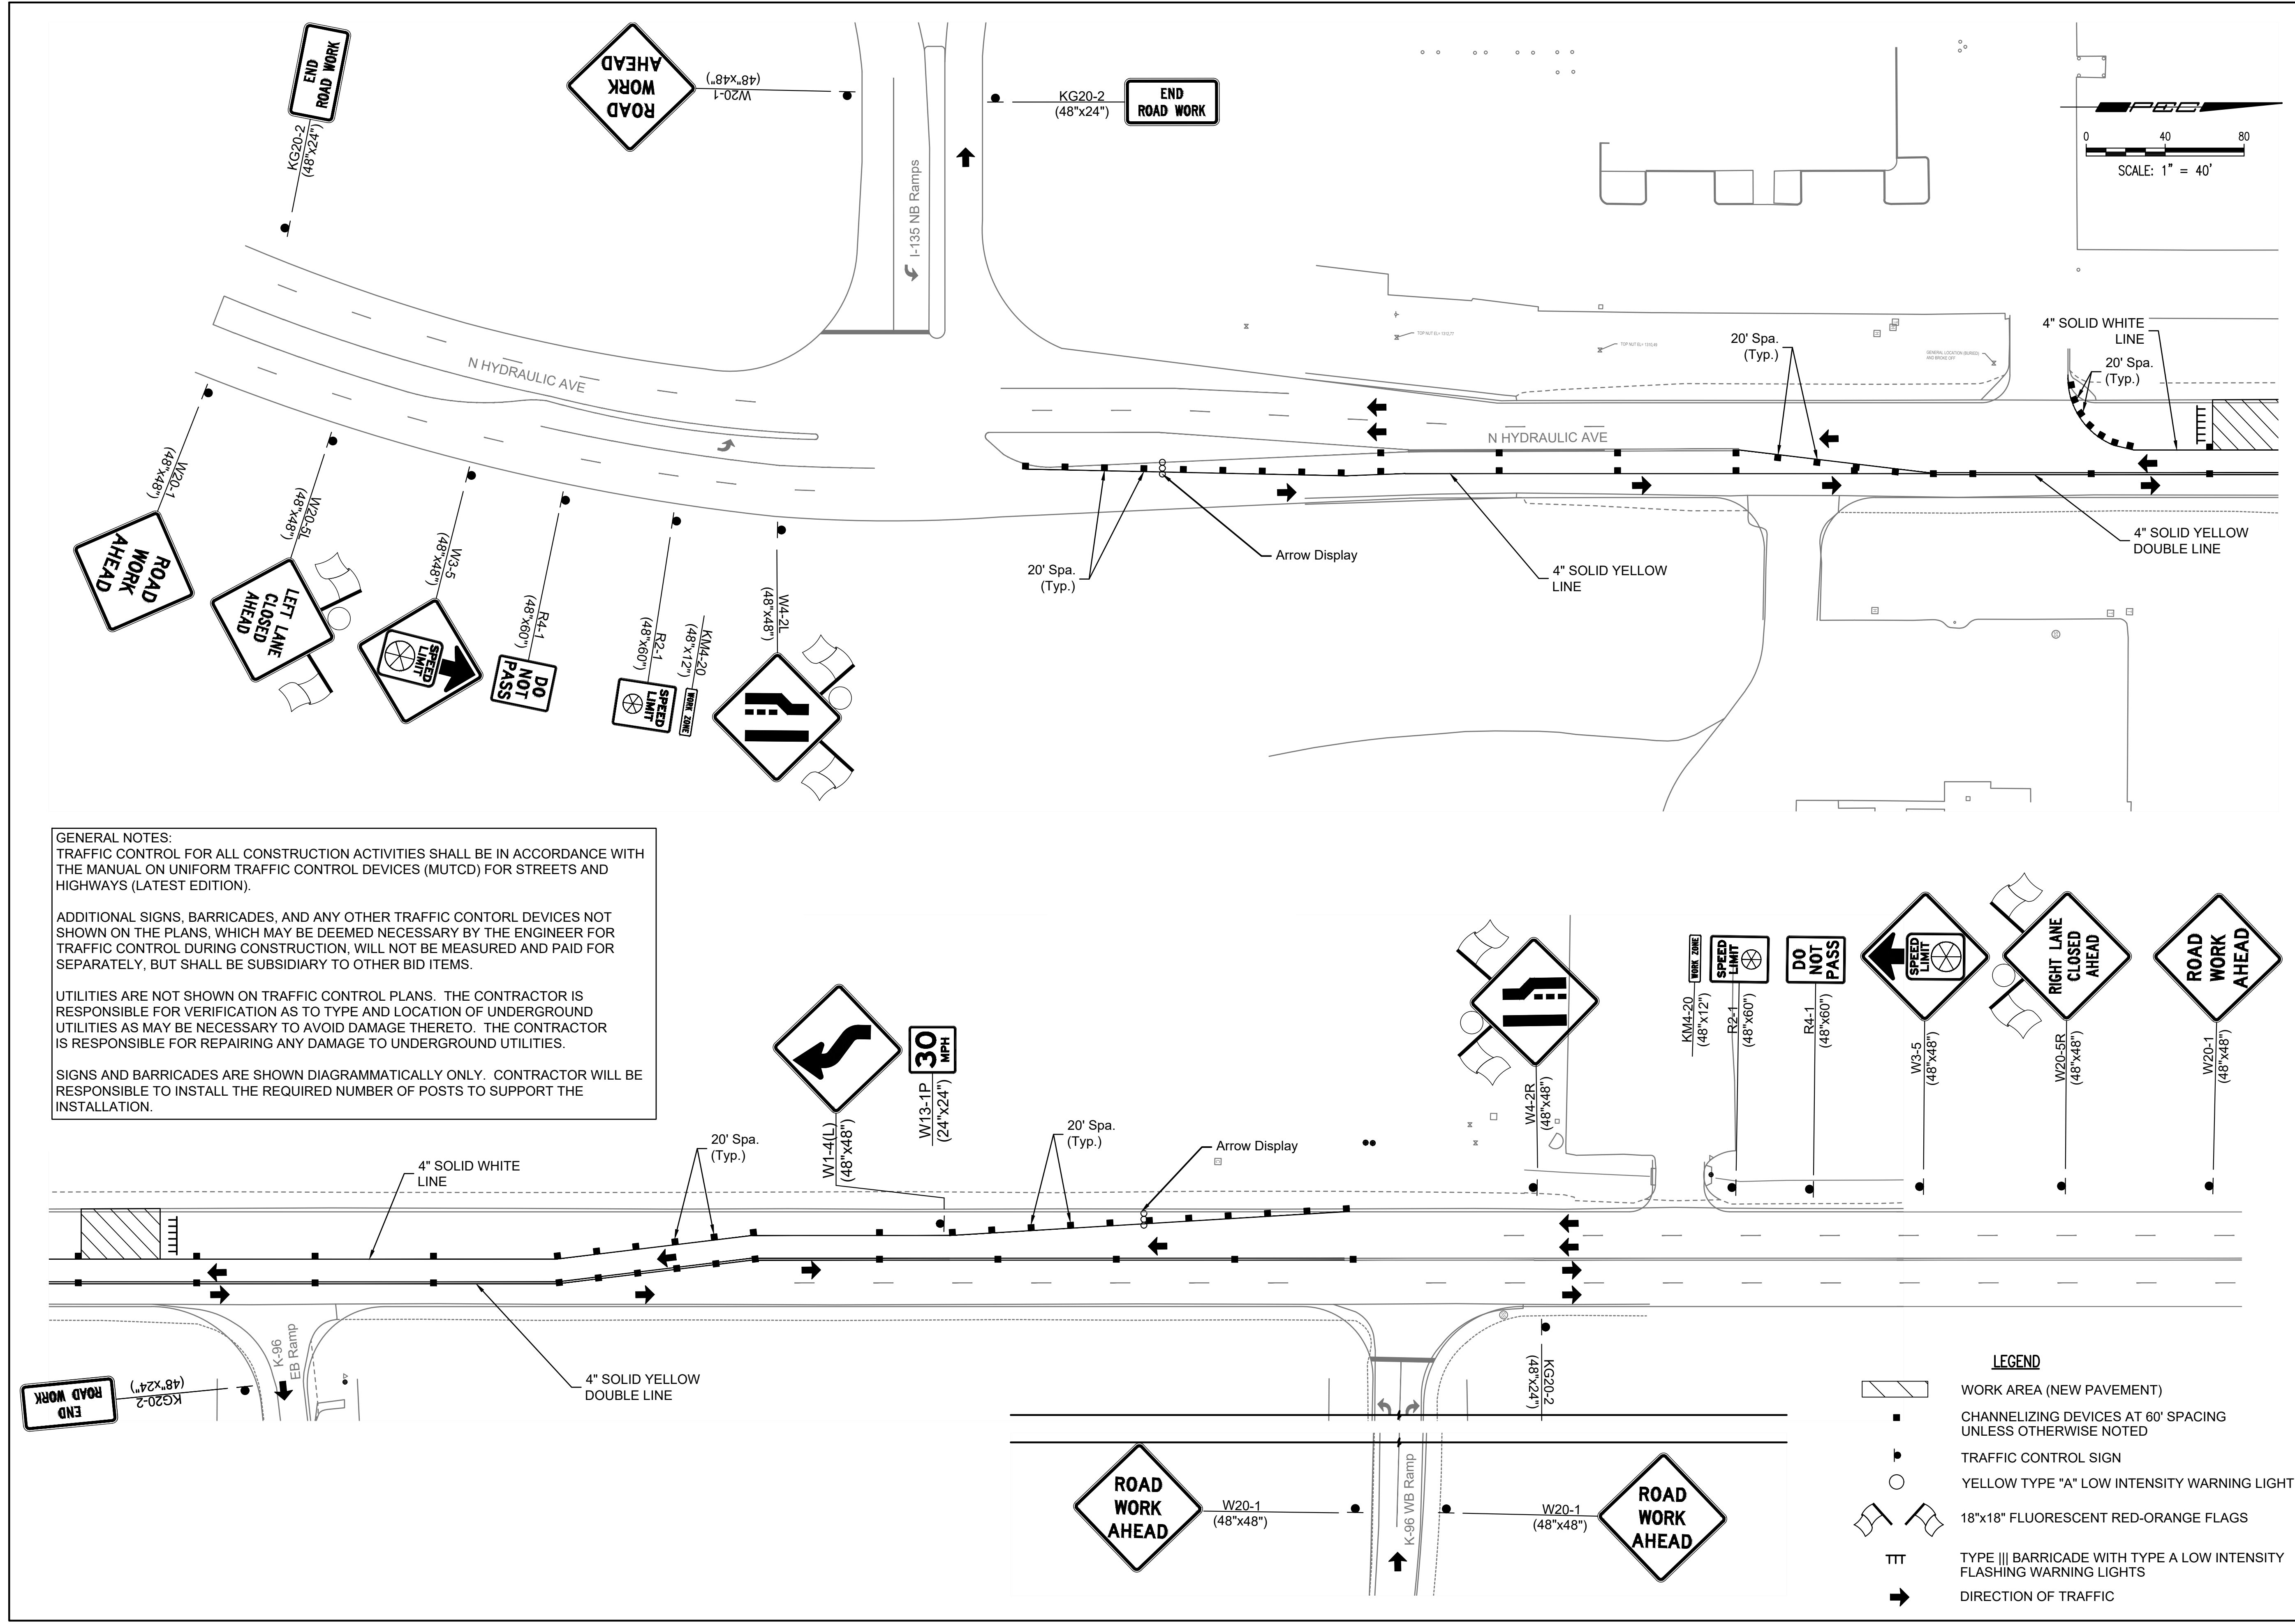 END
ROAD WORK
KG20-2
(48"x24")
ROAD
WORK
AHEAD
W20-1
(48"x48")
KG20-2
(48"x24")
END
ROAD WORK
I-135 NB Ramps
PEC
0 40 80
SCALE: 1" = 40'
N HYDRAULIC AVE
N HYDRAULIC AVE
TOP NUT EL= 
TOP NUT EL= 
GENERAL LOCATION (BURIED)
AND BROKE OFF
20' Spa.
(Typ.)
4" SOLID WHITE
LINE
20' Spa.
(Typ.)
20' Spa.
(Typ.)
Arrow Display
4" SOLID YELLOW
LINE
4" SOLID YELLOW
DOUBLE LINE
W20-1
(48"x48")
ROAD
WORK
AHEAD
W20-5L
(48"x48")
LEFT LANE
CLOSED
AHEAD
W3-5
(48"x48")
SPEED
LIMIT
R4-1
(48"x60")
DO
NOT
PASS
R2-1
(48"x60")
SPEED
LIMIT
KM4-20
(48"x12")
WORK ZONE
W4-2L
(48"x48")
GENERAL NOTES:
TRAFFIC CONTROL FOR ALL CONSTRUCTION ACTIVITIES SHALL BE IN ACCORDANCE WITH
THE MANUAL ON UNIFORM TRAFFIC CONTROL DEVICES (MUTCD) FOR STREETS AND
HIGHWAYS (LATEST EDITION).
ADDITIONAL SIGNS, BARRICADES, AND ANY OTHER TRAFFIC CONTORL DEVICES NOT
SHOWN ON THE PLANS, WHICH MAY BE DEEMED NECESSARY BY THE ENGINEER FOR
TRAFFIC CONTROL DURING CONSTRUCTION, WILL NOT BE MEASURED AND PAID FOR
SEPARATELY, BUT SHALL BE SUBSIDIARY TO OTHER BID ITEMS.
UTILITIES ARE NOT SHOWN ON TRAFFIC CONTROL PLANS. THE CONTRACTOR IS
RESPONSIBLE FOR VERIFICATION AS TO TYPE AND LOCATION OF UNDERGROUND
UTILITIES AS MAY BE NECESSARY TO AVOID DAMAGE THERETO. THE CONTRACTOR
IS RESPONSIBLE FOR REPAIRING ANY DAMAGE TO UNDERGROUND UTILITIES.
SIGNS AND BARRICADES ARE SHOWN DIAGRAMMATICALLY ONLY. CONTRACTOR WILL BE
RESPONSIBLE TO INSTALL THE REQUIRED NUMBER OF POSTS TO SUPPORT THE
INSTALLATION.
W1-4(L)
(48"x48")
30
MPH
W13-1P
(24"x24")
W4-2R
(48"x48")
WORK ZONE
KM4-20
(48"x12")
SPEED
LIMIT
R2-1
(48"x60")
DO
NOT
PASS
R4-1
(48"x60")
SPEED
LIMIT
W3-5
(48"x48")
RIGHT LANE
CLOSED
AHEAD
W20-5R
(48"x48")
ROAD
WORK
AHEAD
W20-1
(48"x48")
4" SOLID WHITE
LINE
20' Spa.
(Typ.)
20' Spa.
(Typ.)
Arrow Display
K-96
EB Ramp
4" SOLID YELLOW
DOUBLE LINE
END
ROAD WORK
KG20-2
(48"x24")
KG20-2
(48"x24")
ROAD
WORK
AHEAD
W20-1
(48"x48")
K-96 WB Ramp
W20-1
(48"x48")
ROAD
WORK
AHEAD
LEGEND
WORK AREA (NEW PAVEMENT)
CHANNELIZING DEVICES AT 60' SPACING
UNLESS OTHERWISE NOTED
TRAFFIC CONTROL SIGN
YELLOW TYPE "A" LOW INTENSITY WARNING LIGHT
18"x18" FLUORESCENT RED-ORANGE FLAGS
TYPE ||| BARRICADE WITH TYPE A LOW INTENSITY
FLASHING WARNING LIGHTS
DIRECTION OF TRAFFIC